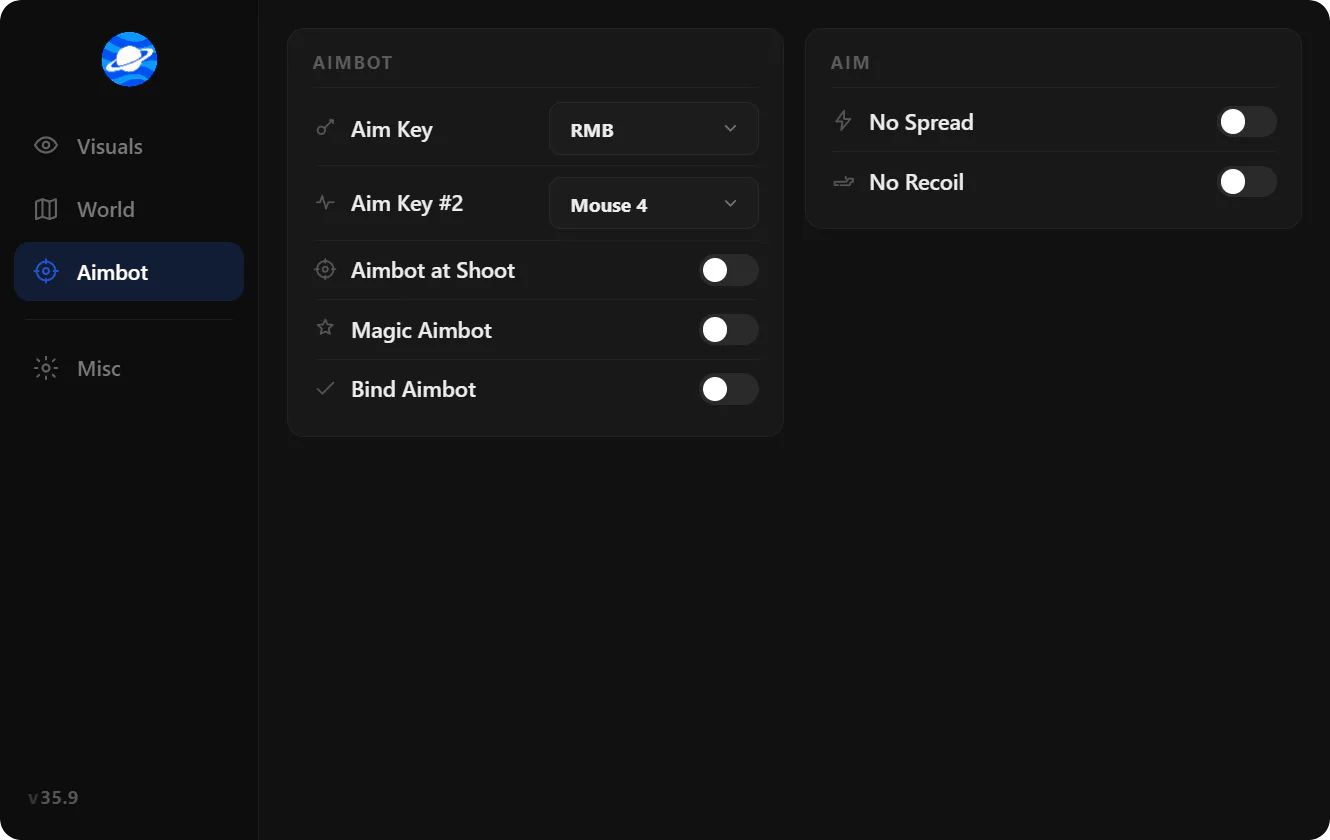 Visuals
World
Aimbot
Misc
v35.9
AIMBOT
Aim Key
RMB
Aim Key #2
Mouse 4
Aimbot at Shoot
Magic Aimbot
Bind Aimbot
AIM
No Spread
No Recoil